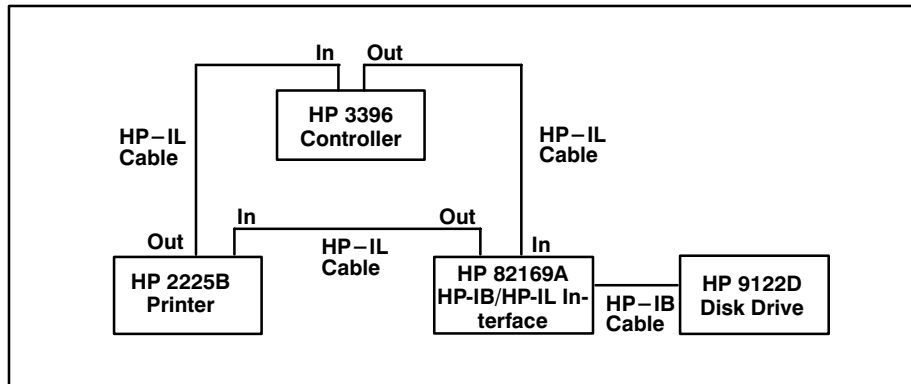 In
Out
HP 3396
Controller
HP–IL
Cable
HP–IL
Cable
In
Out
Out
HP–IL
Cable
In
HP 2225B
Printer
HP 82169A
HP-IB/HP-IL In-
terface
HP–IB
Cable
HP 9122D
Disk Drive